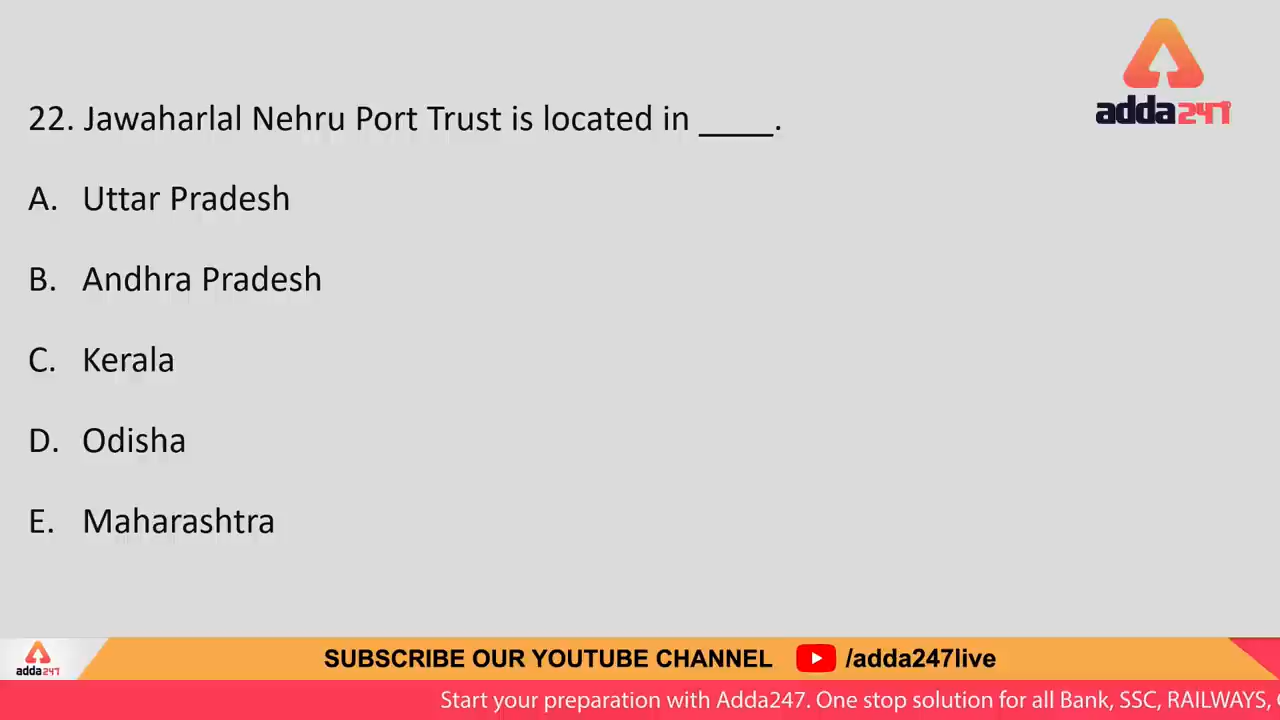 adda247
22. Jawaharlal Nehru Port Trust is located in ____.
A. Uttar Pradesh
B. Andhra Pradesh
C. Kerala
D. Odisha
E. Maharashtra
adda247
SUBSCRIBE OUR YOUTUBE CHANNEL /adda247live
Start your preparation with Adda247. One stop solution for all Bank, SSC, RAILWAYS,